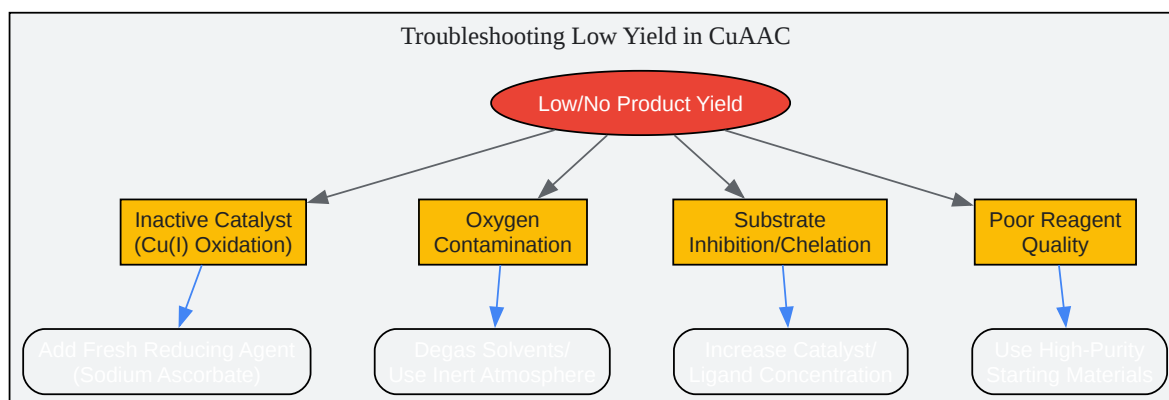 Troubleshooting Low Yield in CuAAC
Low/No Product Yield
Inactive Catalyst
(Cu(I) Oxidation)
Oxygen
Contamination
Substrate
Inhibition/Chelation
Poor Reagent
Quality
Add Fresh Reducing Agent
(Sodium Ascorbate)
Degas Solvents/
Use Inert Atmosphere
Increase Catalyst/
Ligand Concentration
Use High-Purity
Starting Materials